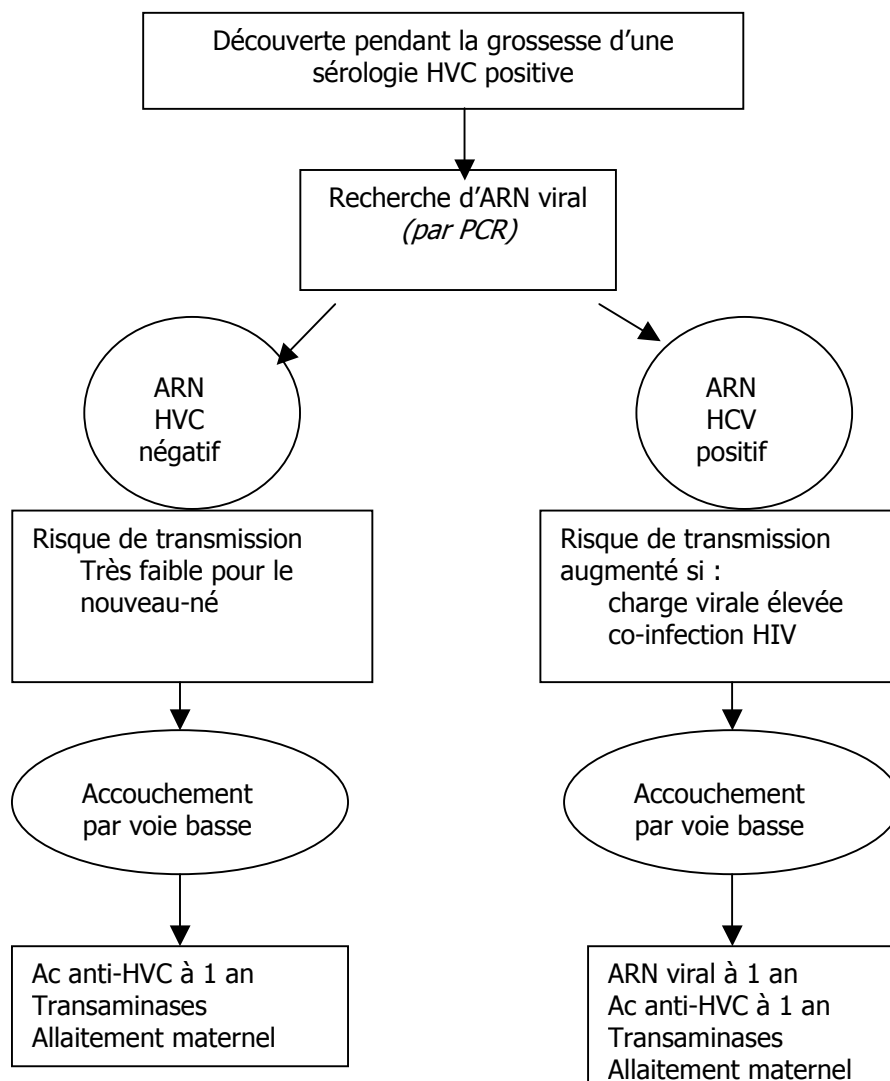 Découverte pendant la grossesse d’une
sérologie HVC positive
Recherche d’ARN viral
(par PCR)
ARN
HVC
négatif
ARN
HCV
positif
Risque de transmission
Très faible pour le
nouveau-né
Risque de transmission
augmenté si :
charge virale élevée
co-infection HIV
Accouchement
par voie basse
Accouchement
par voie basse
Ac anti-HVC à 1 an
Transaminases
Allaitement maternel
ARN viral à 1 an
Ac anti-HVC à 1 an
Transaminases
Allaitement maternel